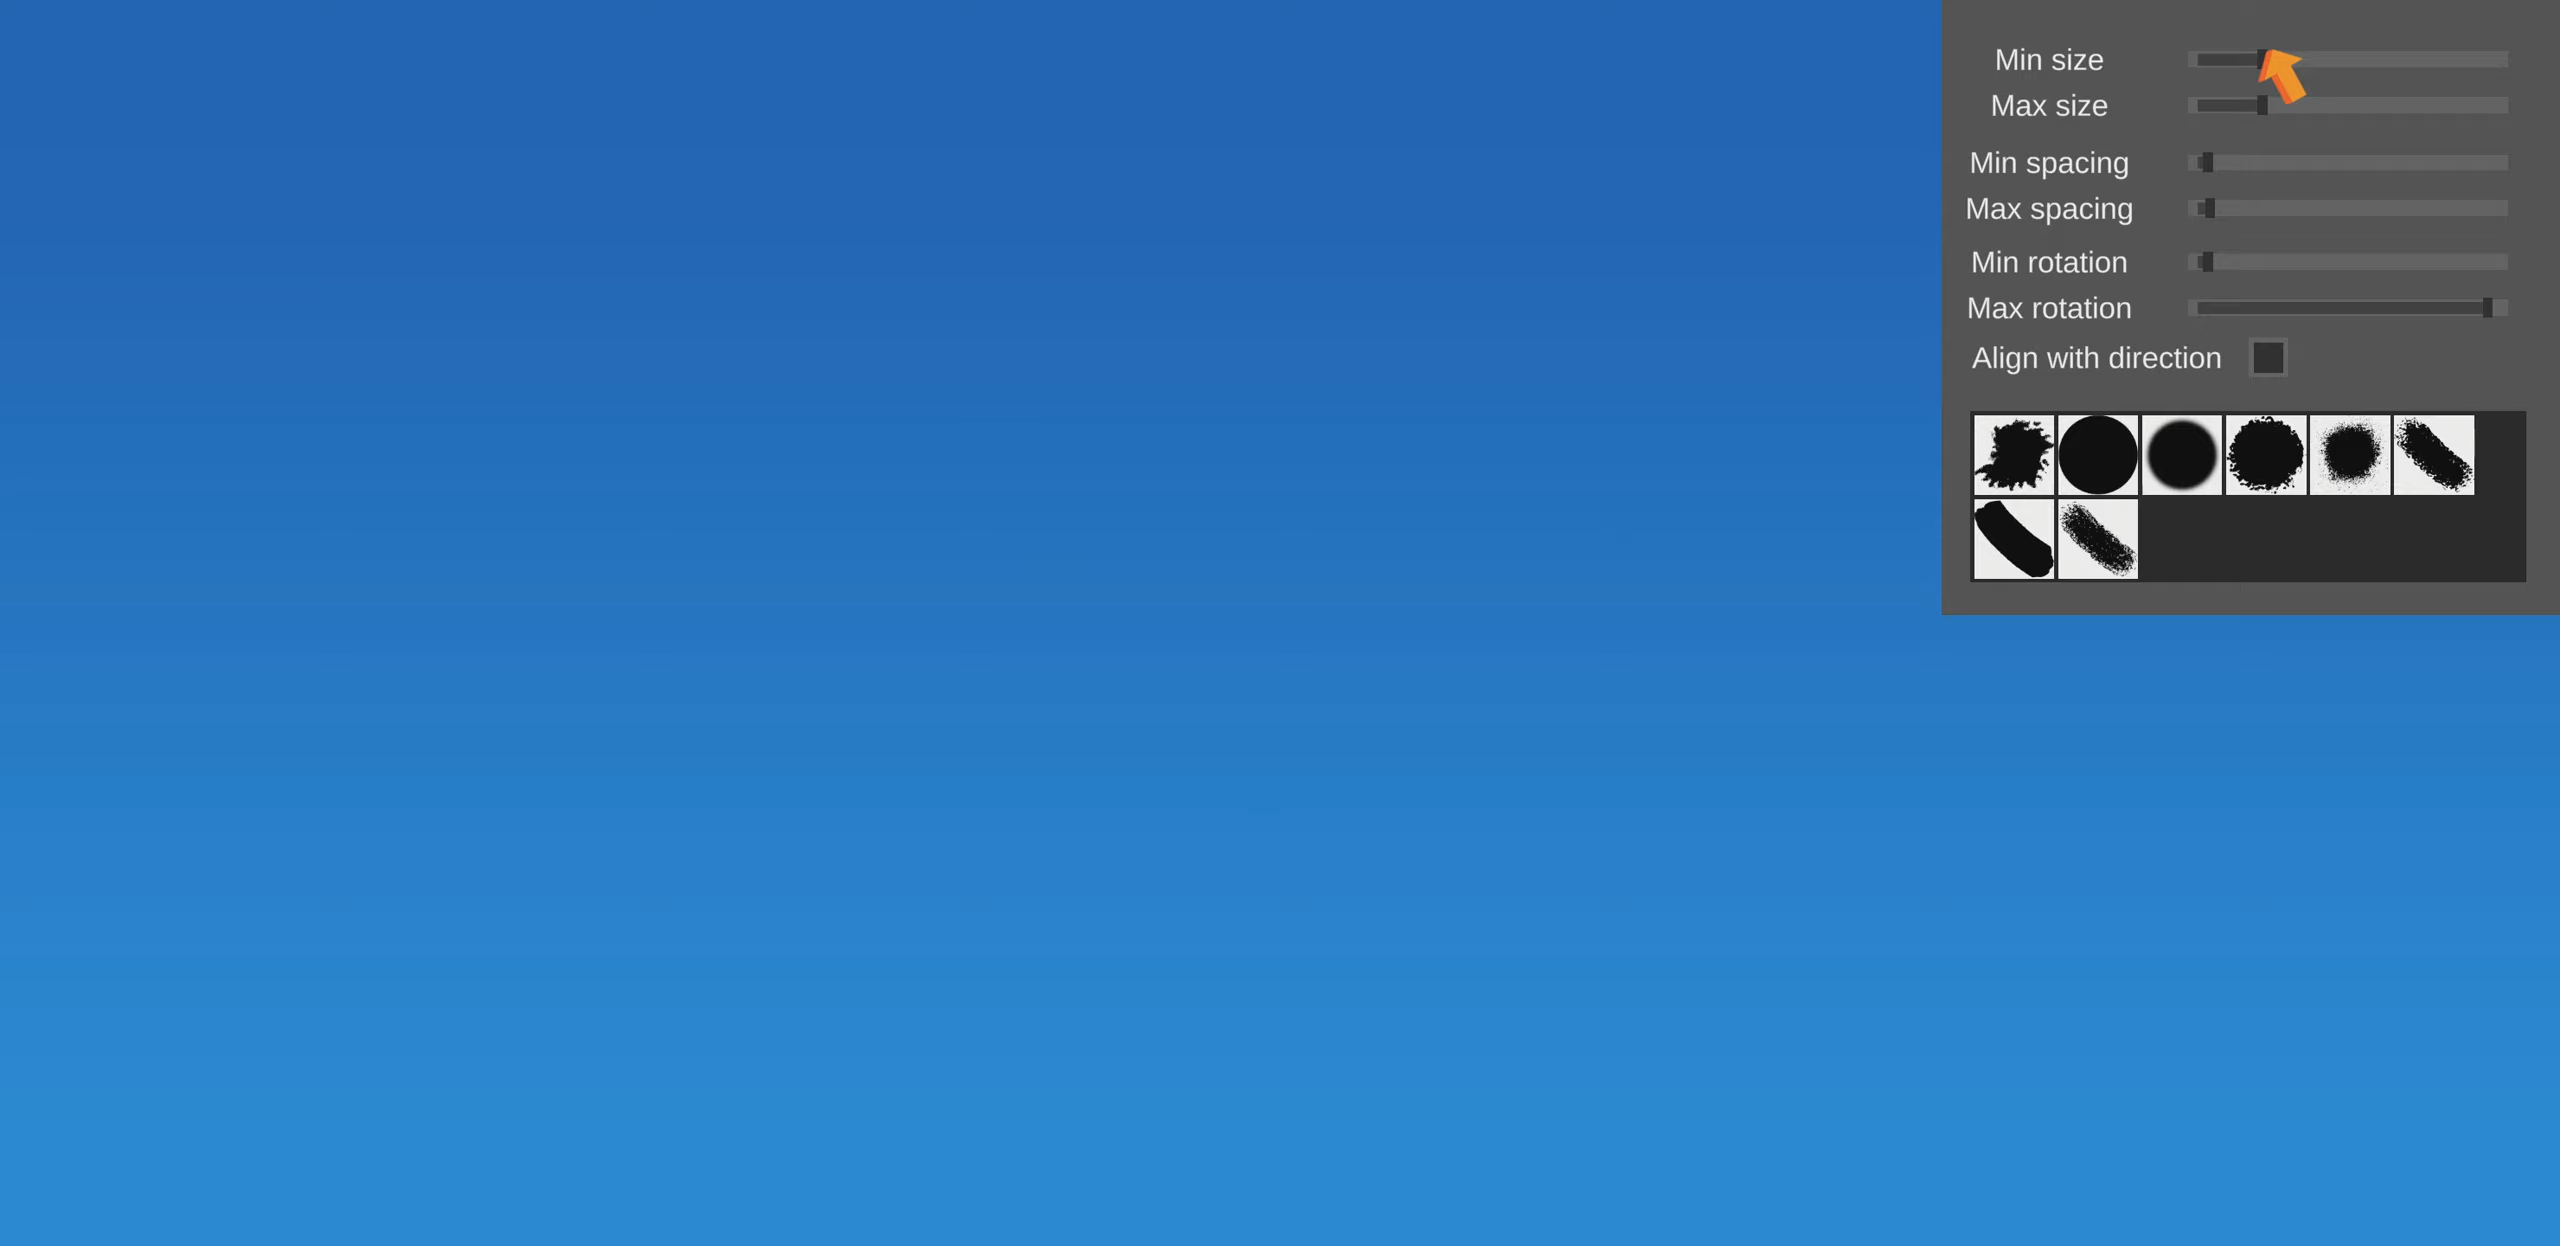 Min size
Max size
Min spacing
Max spacing
Min rotation
Max rotation
Align with direction